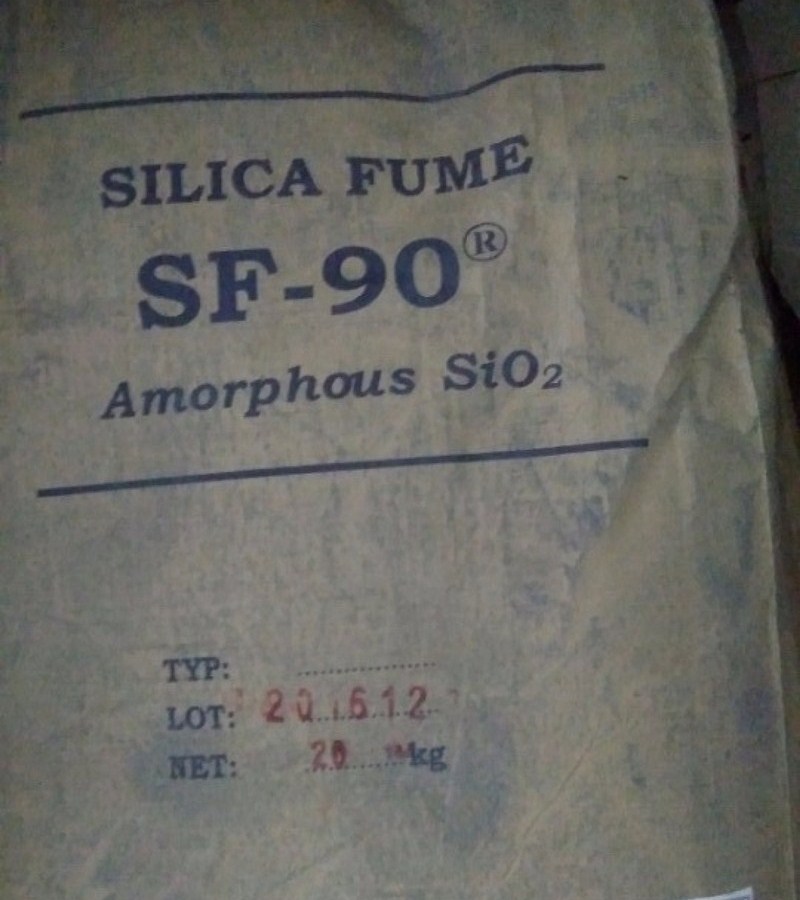 SILICA FUME
SF-90®
Amorphous SiO₂
TYP: ................
LOT: 201612
NET: 20 kg